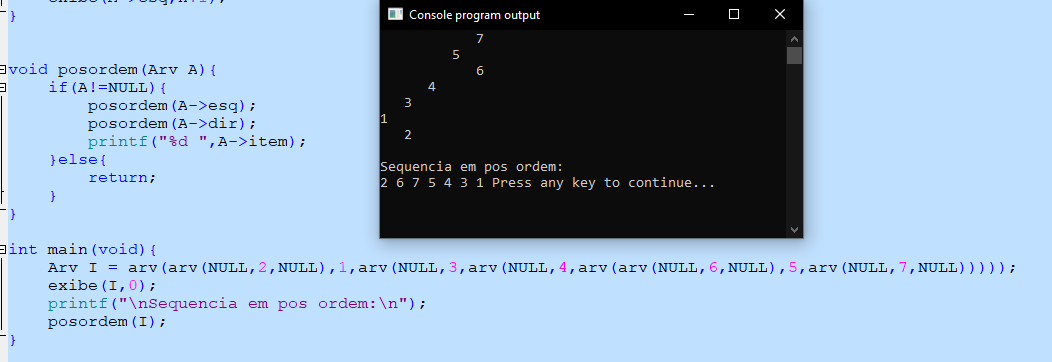 }
void posordem(Arv A){
if(A!=NULL){
posordem(A->esq);
posordem(A->dir);
printf("%d ",A->item);
}else{
return;
}
}
int main(void){
Arv I = arv(arv(NULL,2,NULL),1,arv(NULL,3,arv(NULL,4,arv(arv(NULL,6,NULL),5,arv(NULL,7,NULL)))));
exibe(I,0);
printf("\nSequencia em pos ordem:\n");
posordem(I);
}
Console program output
7
5
6
4
3
1
2
Sequencia em pos ordem:
2 6 7 5 4 3 1 Press any key to continue...